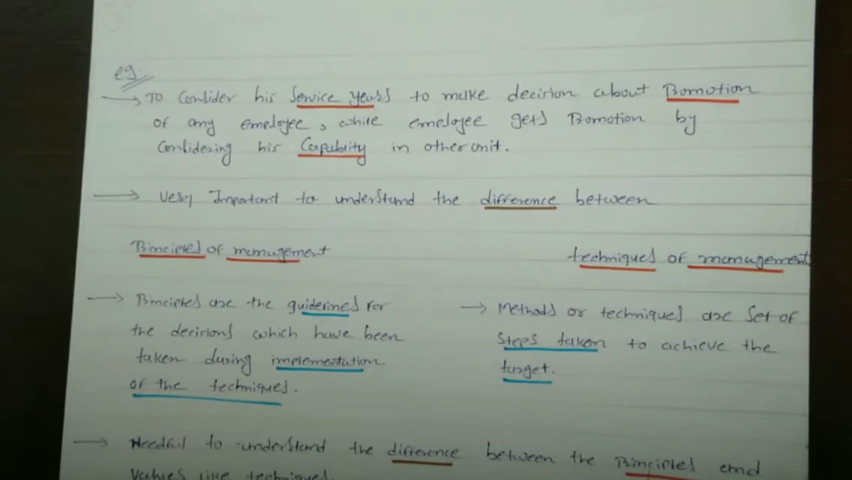 eg.
→ To Consider his Service years to make decision about Promotion
of any employee, while employee gets Promotion by
Considering his Capability in other unit.
→ Very Important to understand the difference between
Principles of management
techniques of management
→ Principles are the guidelines for
the decisions which have been
taken during implementation
of the techniques.
→ Methods or techniques are set of
steps taken to achieve the
target.
→ Needful to understand the difference between the Principles and
values like techniques.